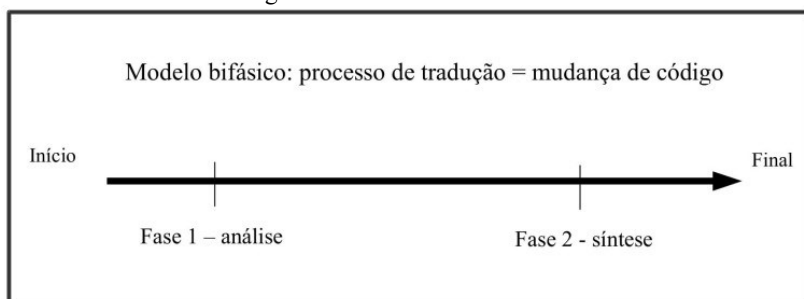 Modelo bifásico: processo de tradução = mudança de código
Início
Final
Fase 1 – análise
Fase 2 - síntese